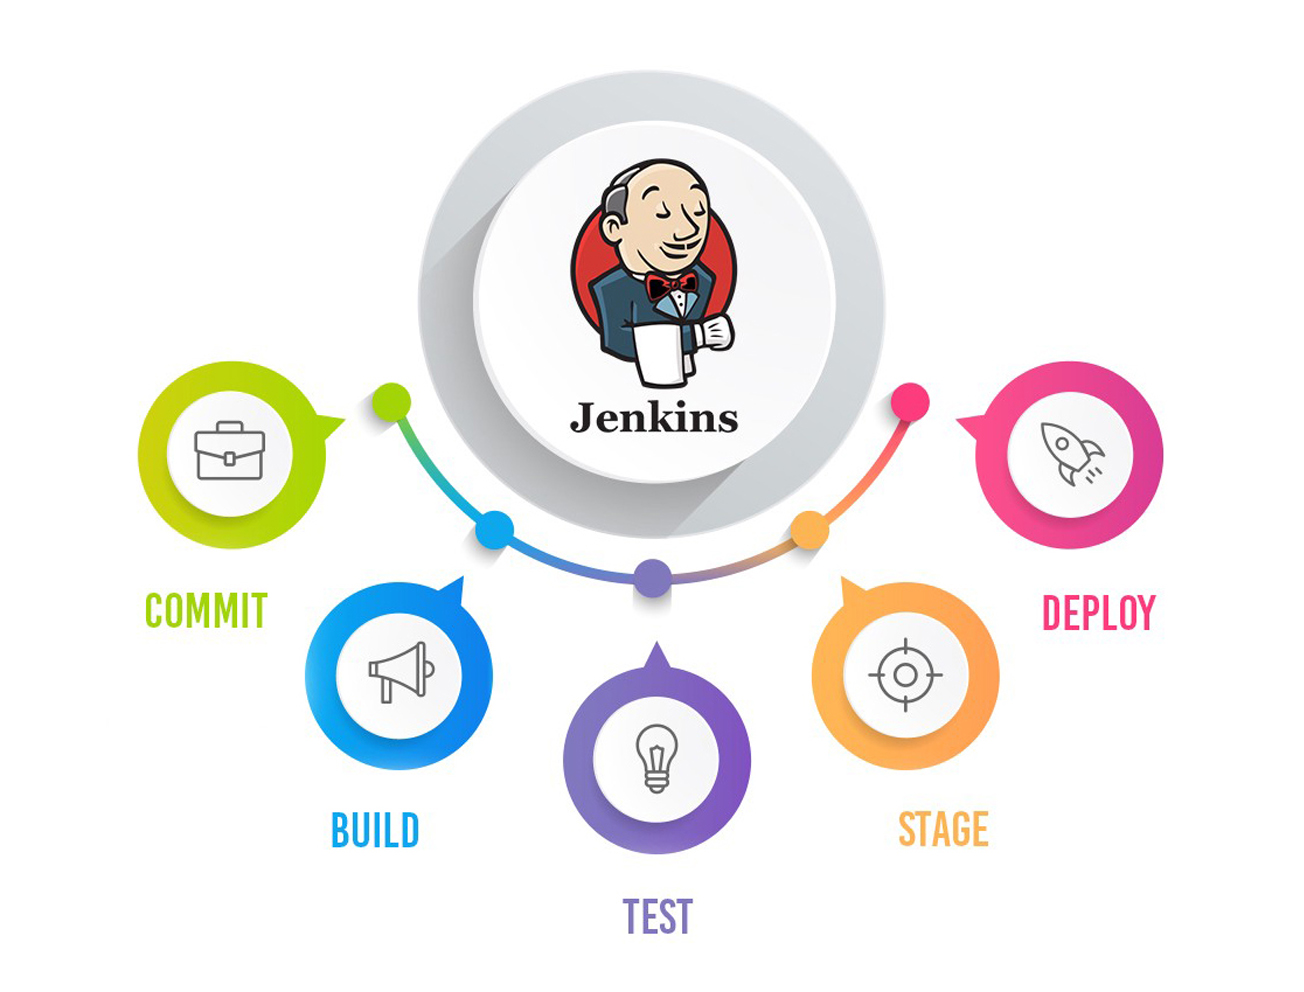 Jenkins
COMMIT
BUILD
TEST
STAGE
DEPLOY